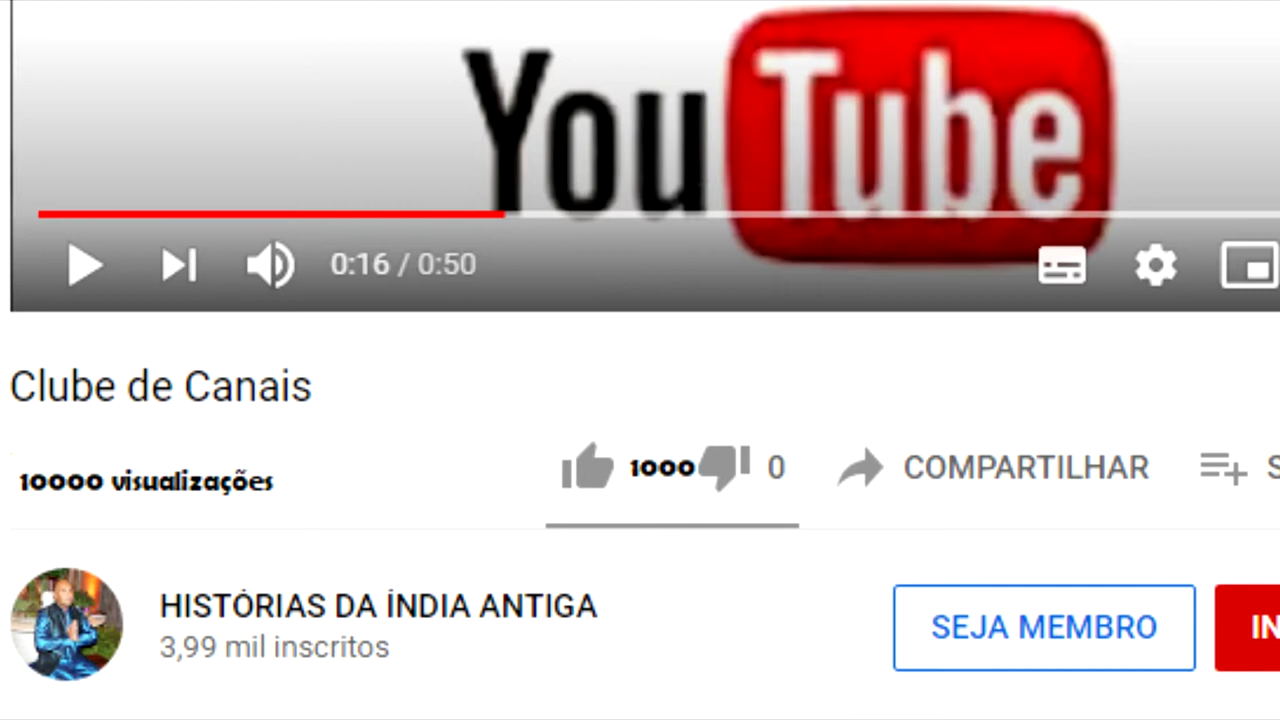 YouTube
0:16 / 0:50
Clube de Canais
10000 visualizações
1000 0 COMPARTILHAR S
HISTÓRIAS DA ÍNDIA ANTIGA
3,99 mil inscritos
SEJA MEMBRO IN